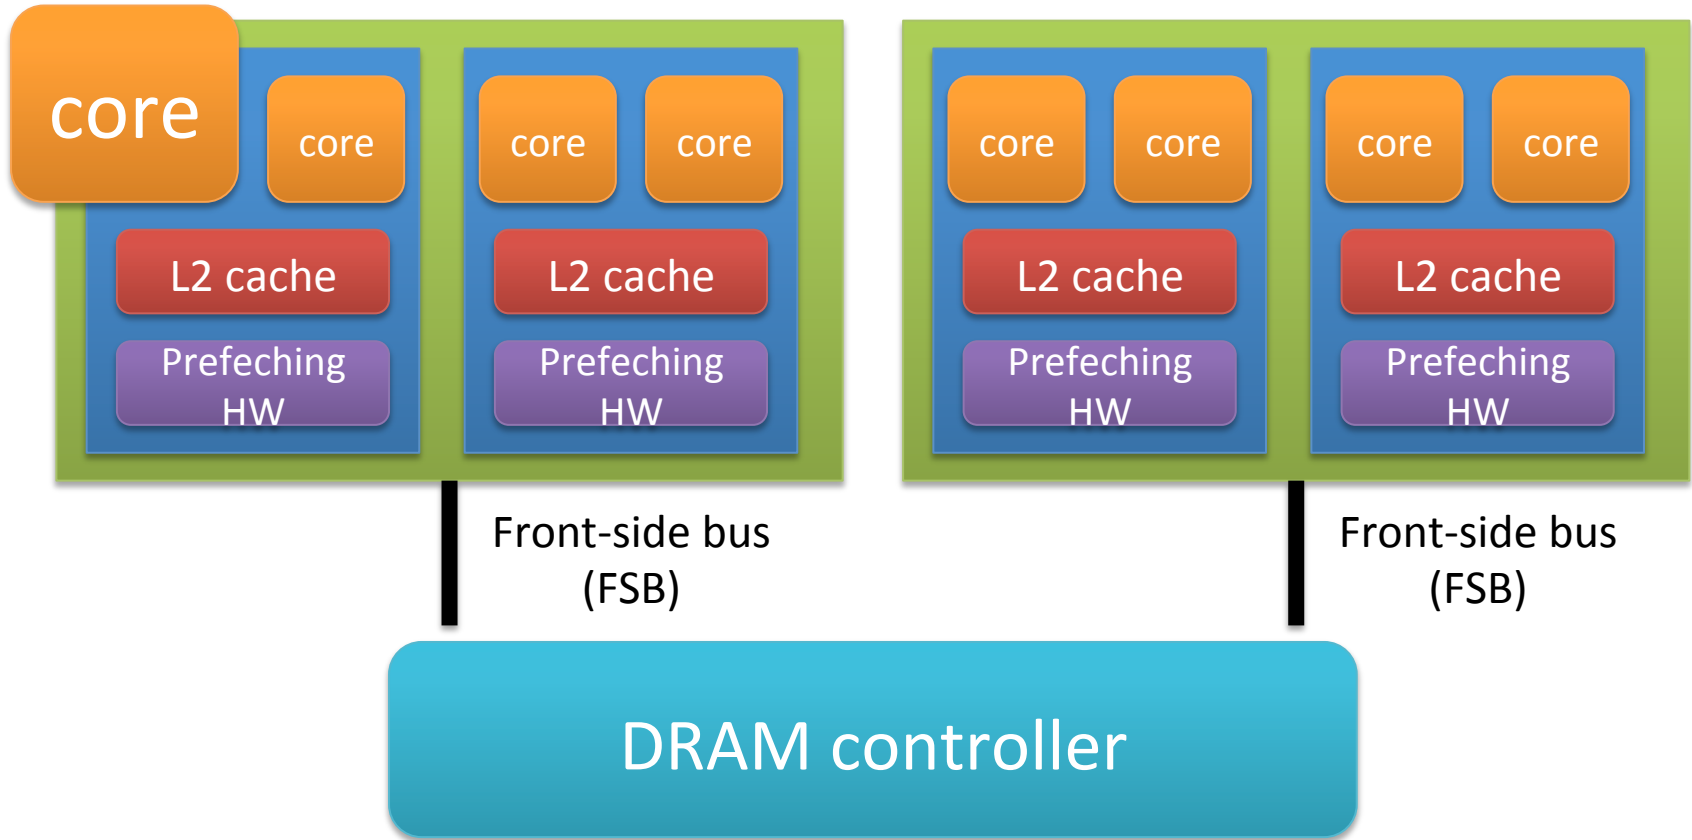 core
core
core
core
core
core
core
core
L2 cache
L2 cache
L2 cache
L2 cache
Prefeching
HW
Prefeching
HW
Prefeching
HW
Prefeching
HW
Front-side bus
(FSB)
Front-side bus
(FSB)
DRAM controller